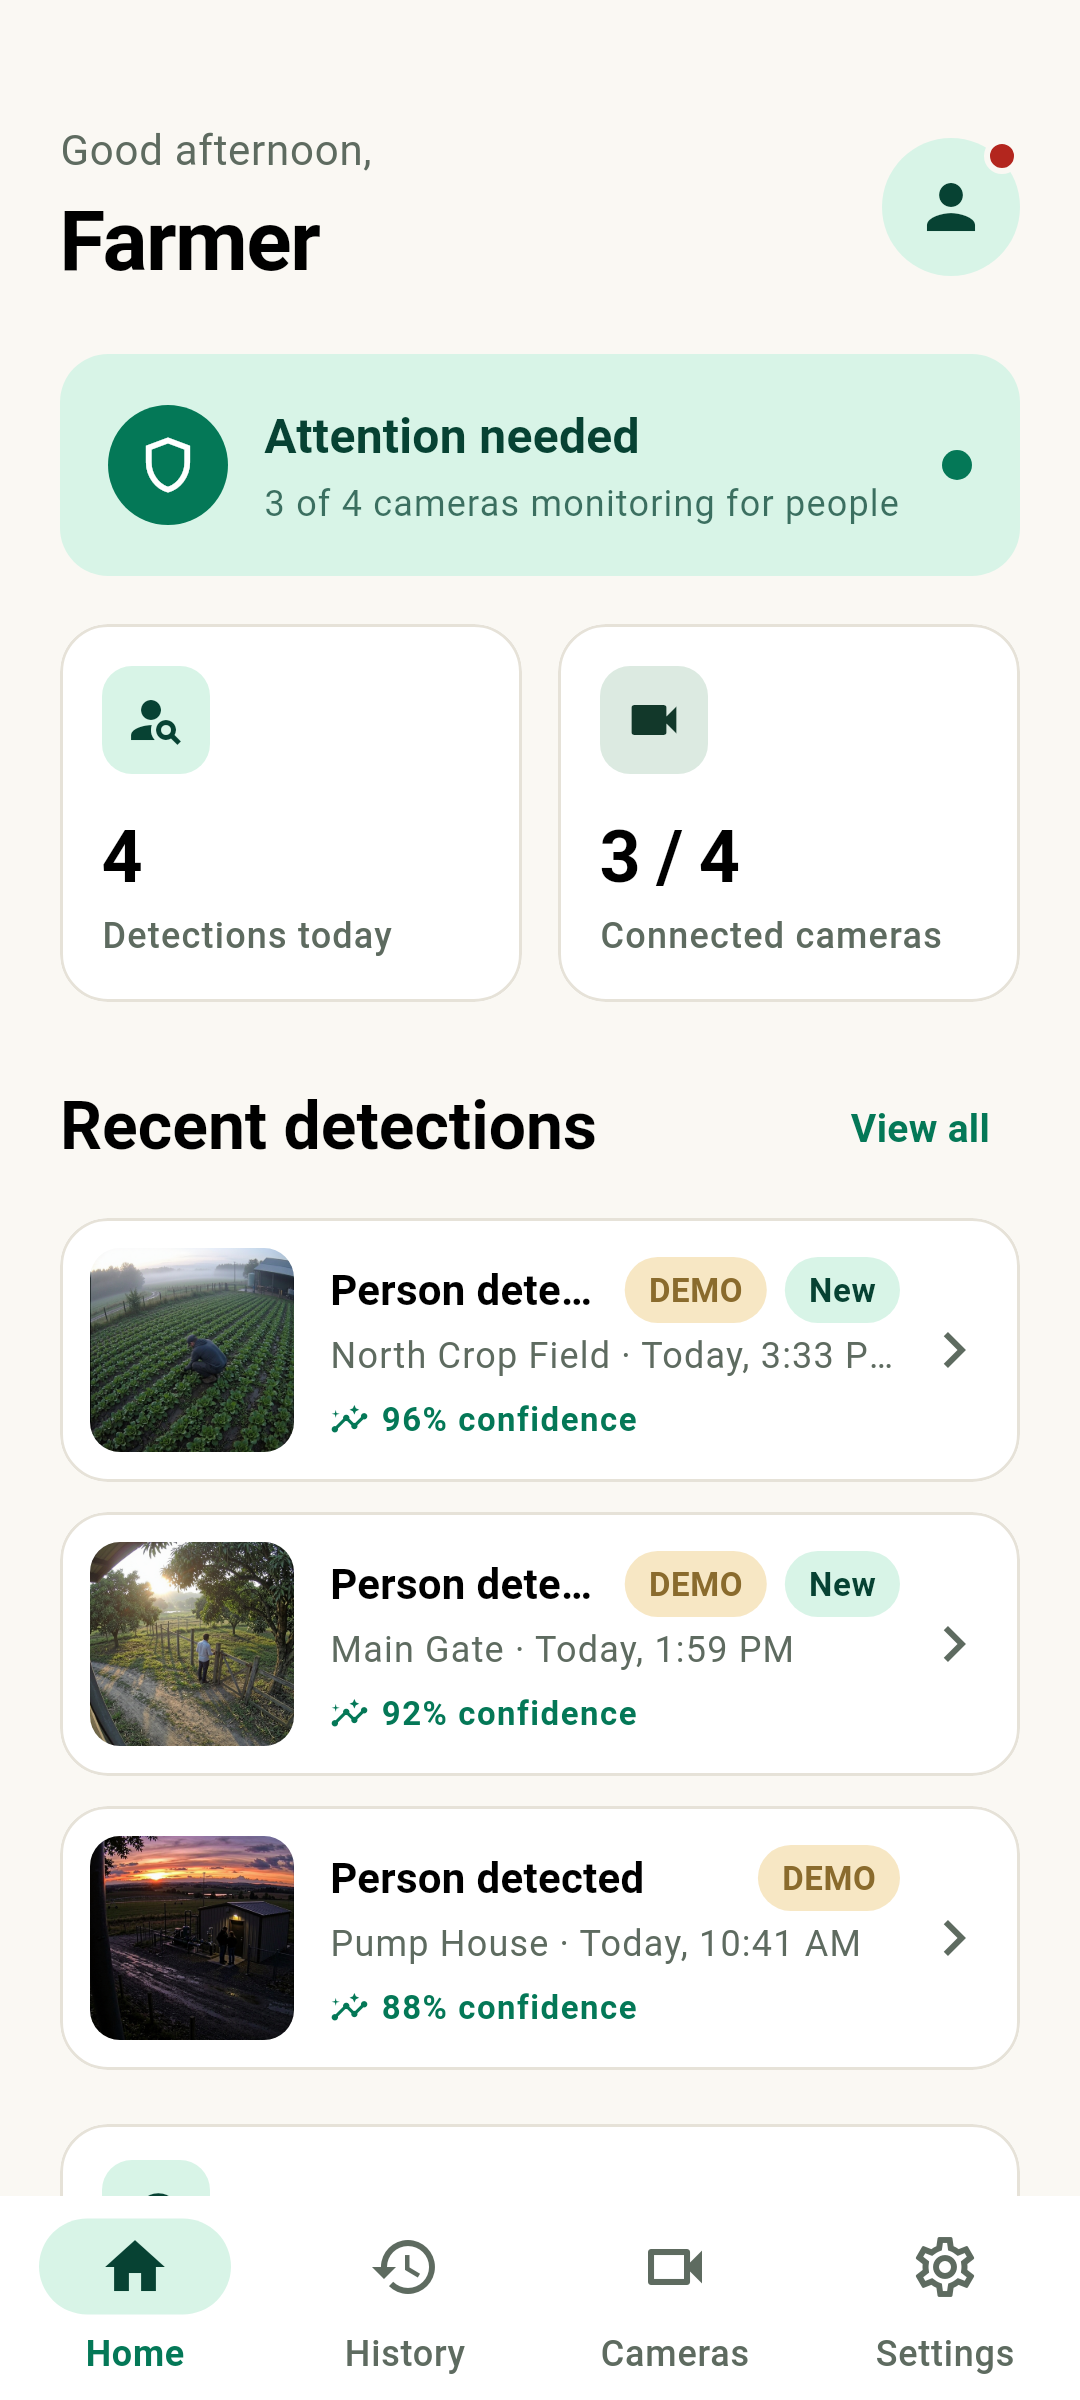 Good afternoon,
Farmer
Attention needed
3 of 4 cameras monitoring for people
4
Detections today
3 / 4
Connected cameras
Recent detections
View all
Person dete...
DEMO
New
North Crop Field · Today, 3:33 P...
96% confidence
Person dete...
DEMO
New
Main Gate · Today, 1:59 PM
92% confidence
Person detected
DEMO
Pump House · Today, 10:41 AM
88% confidence
Home
History
Cameras
Settings